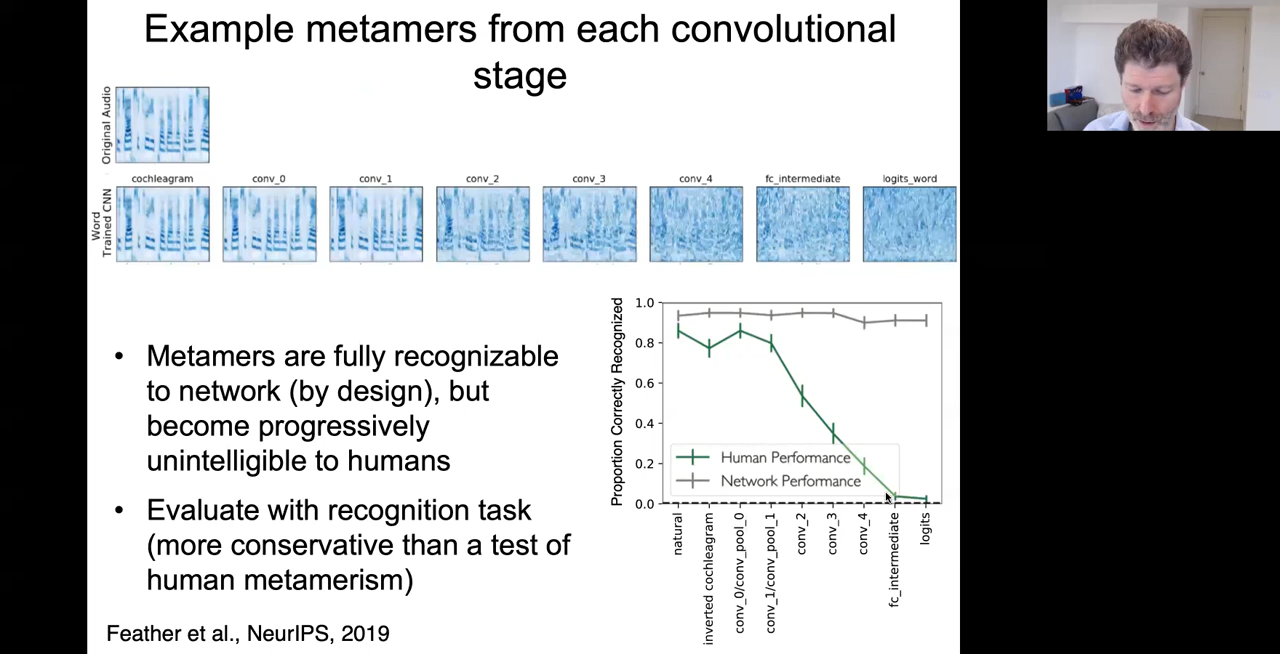 Example metamers from each convolutional
stage
Original Audio
cochleagram conv_0 conv_1 conv_2 conv_3 conv_4 fc_intermediate logits_word
Word
Trained CNN
• Metamers are fully recognizable
to network (by design), but
become progressively
unintelligible to humans
• Evaluate with recognition task
(more conservative than a test of
human metamerism)
Feather et al., NeurIPS, 2019
Proportion Correctly Recognized
1.0
0.8
0.6
0.4
0.2
0.0
Human Performance
Network Performance
natural
inverted cochleagram
conv_0/conv_pool_0
conv_1/conv_pool_1
conv_2
conv_3
conv_4
fc_intermediate
logits